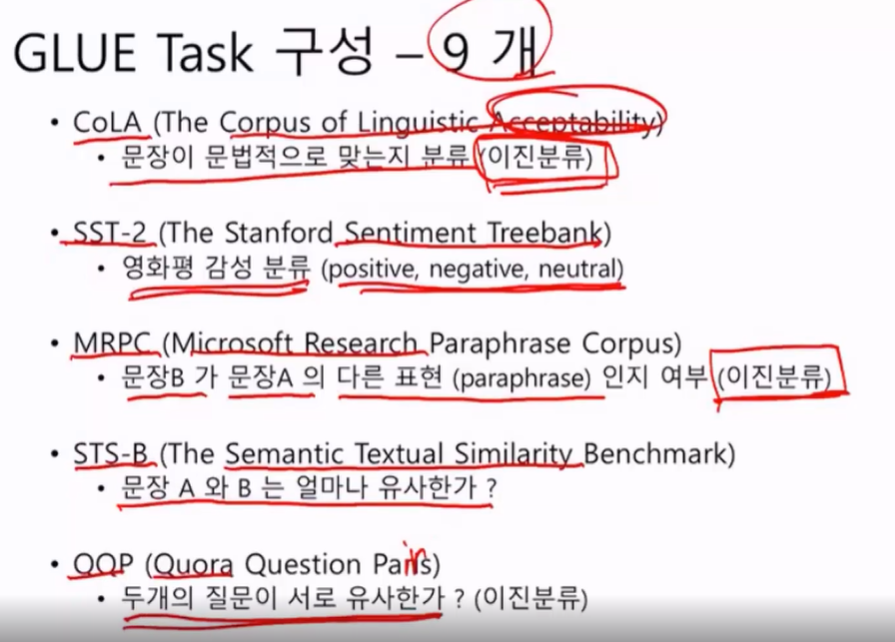 GLUE Task 구성 – 9 개
• CoLA (The Corpus of Linguistic Acceptability)
• 문장이 문법적으로 맞는지 분류 (이진분류)
• SST-2 (The Stanford Sentiment Treebank)
• 영화평 감성 분류 (positive, negative, neutral)
• MRPC (Microsoft Research Paraphrase Corpus)
• 문장B 가 문장A 의 다른 표현 (paraphrase) 인지 여부 (이진분류)
• STS-B (The Semantic Textual Similarity Benchmark)
• 문장 A 와 B 는 얼마나 유사한가 ?
• QQP (Quora Question Pairs)
• 두개의 질문이 서로 유사한가 ? (이진분류)